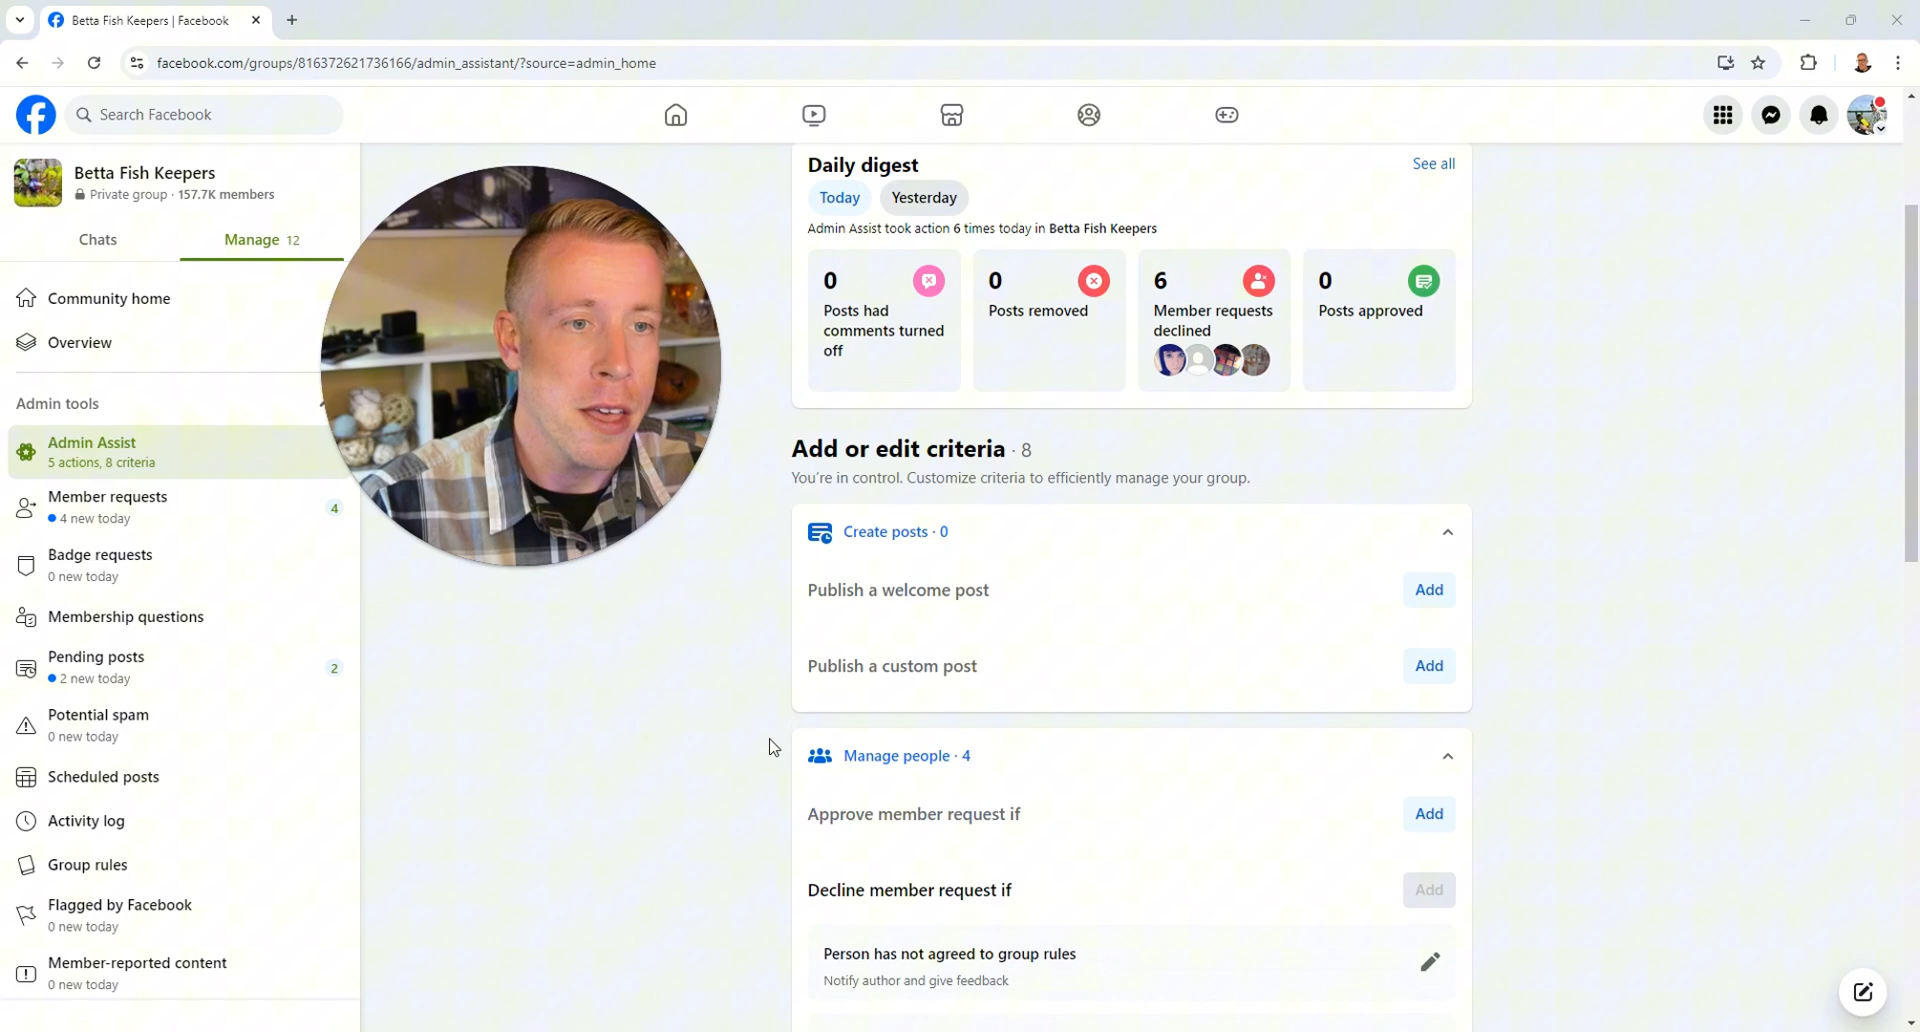 Betta Fish Keepers | Facebook
facebook.com/groups/816372621736166/admin_assistant/?source=admin_home
Search Facebook
Betta Fish Keepers
Private group · 157.7K members
Chats
Manage 12
Community home
Overview
Admin tools
Admin Assist
5 actions, 8 criteria
Member requests
4 new today
4
Badge requests
0 new today
Membership questions
Pending posts
2 new today
2
Potential spam
0 new today
Scheduled posts
Activity log
Group rules
Flagged by Facebook
0 new today
Member-reported content
0 new today
Daily digest
See all
Today
Yesterday
Admin Assist took action 6 times today in Betta Fish Keepers
0
Posts had
comments turned
off
0
Posts removed
6
Member requests
declined
0
Posts approved
Add or edit criteria · 8
You're in control. Customize criteria to efficiently manage your group.
Create posts · 0
Publish a welcome post
Add
Publish a custom post
Add
Manage people · 4
Approve member request if
Add
Decline member request if
Add
Person has not agreed to group rules
Notify author and give feedback